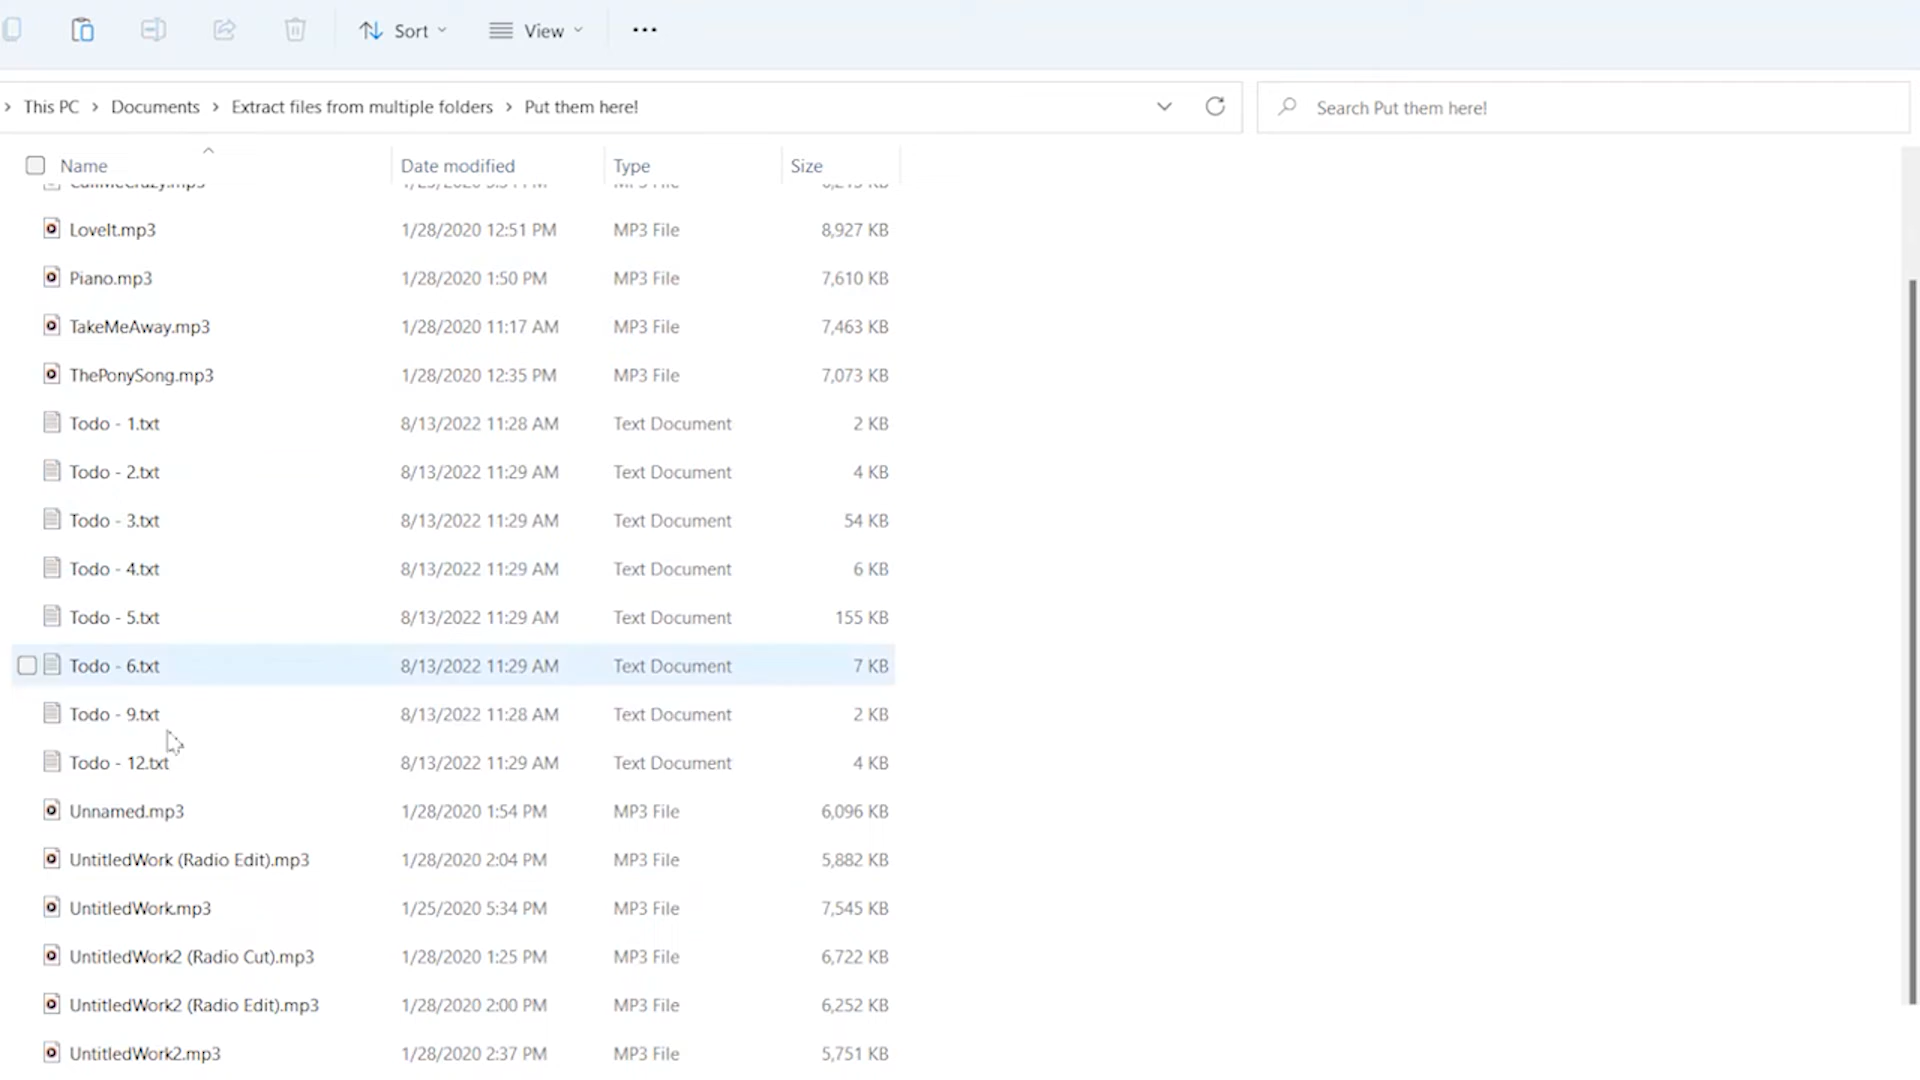 Sort View
This PC Documents Extract files from multiple folders Put them here! Search Put them here!
Name Date modified Type Size
LoveIt.mp3 1/28/2020 12:51 PM MP3 File 8,927 KB
Piano.mp3 1/28/2020 1:50 PM MP3 File 7,610 KB
TakeMeAway.mp3 1/28/2020 11:17 AM MP3 File 7,463 KB
ThePonySong.mp3 1/28/2020 12:35 PM MP3 File 7,073 KB
Todo - 1.txt 8/13/2022 11:28 AM Text Document 2 KB
Todo - 2.txt 8/13/2022 11:29 AM Text Document 4 KB
Todo - 3.txt 8/13/2022 11:29 AM Text Document 54 KB
Todo - 4.txt 8/13/2022 11:29 AM Text Document 6 KB
Todo - 5.txt 8/13/2022 11:29 AM Text Document 155 KB
Todo - 6.txt 8/13/2022 11:29 AM Text Document 7 KB
Todo - 9.txt 8/13/2022 11:28 AM Text Document 2 KB
Todo - 12.txt 8/13/2022 11:29 AM Text Document 4 KB
Unnamed.mp3 1/28/2020 1:54 PM MP3 File 6,096 KB
UntitledWork (Radio Edit).mp3 1/28/2020 2:04 PM MP3 File 5,882 KB
UntitledWork.mp3 1/25/2020 5:34 PM MP3 File 7,545 KB
UntitledWork2 (Radio Cut).mp3 1/28/2020 1:25 PM MP3 File 6,722 KB
UntitledWork2 (Radio Edit).mp3 1/28/2020 2:00 PM MP3 File 6,252 KB
UntitledWork2.mp3 1/28/2020 2:37 PM MP3 File 5,751 KB